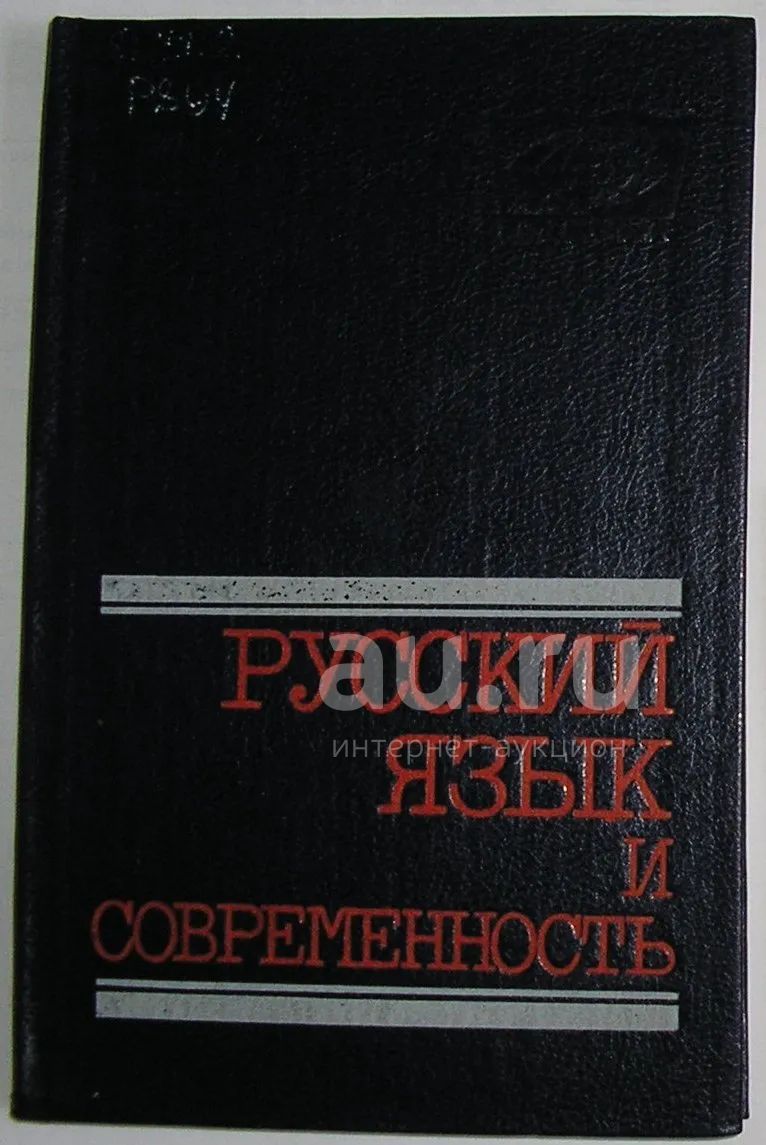 РУССКИЙ
ЯЗЫК
И
СОВРЕМЕННОСТЬ
au.ru
интернет-аукцион